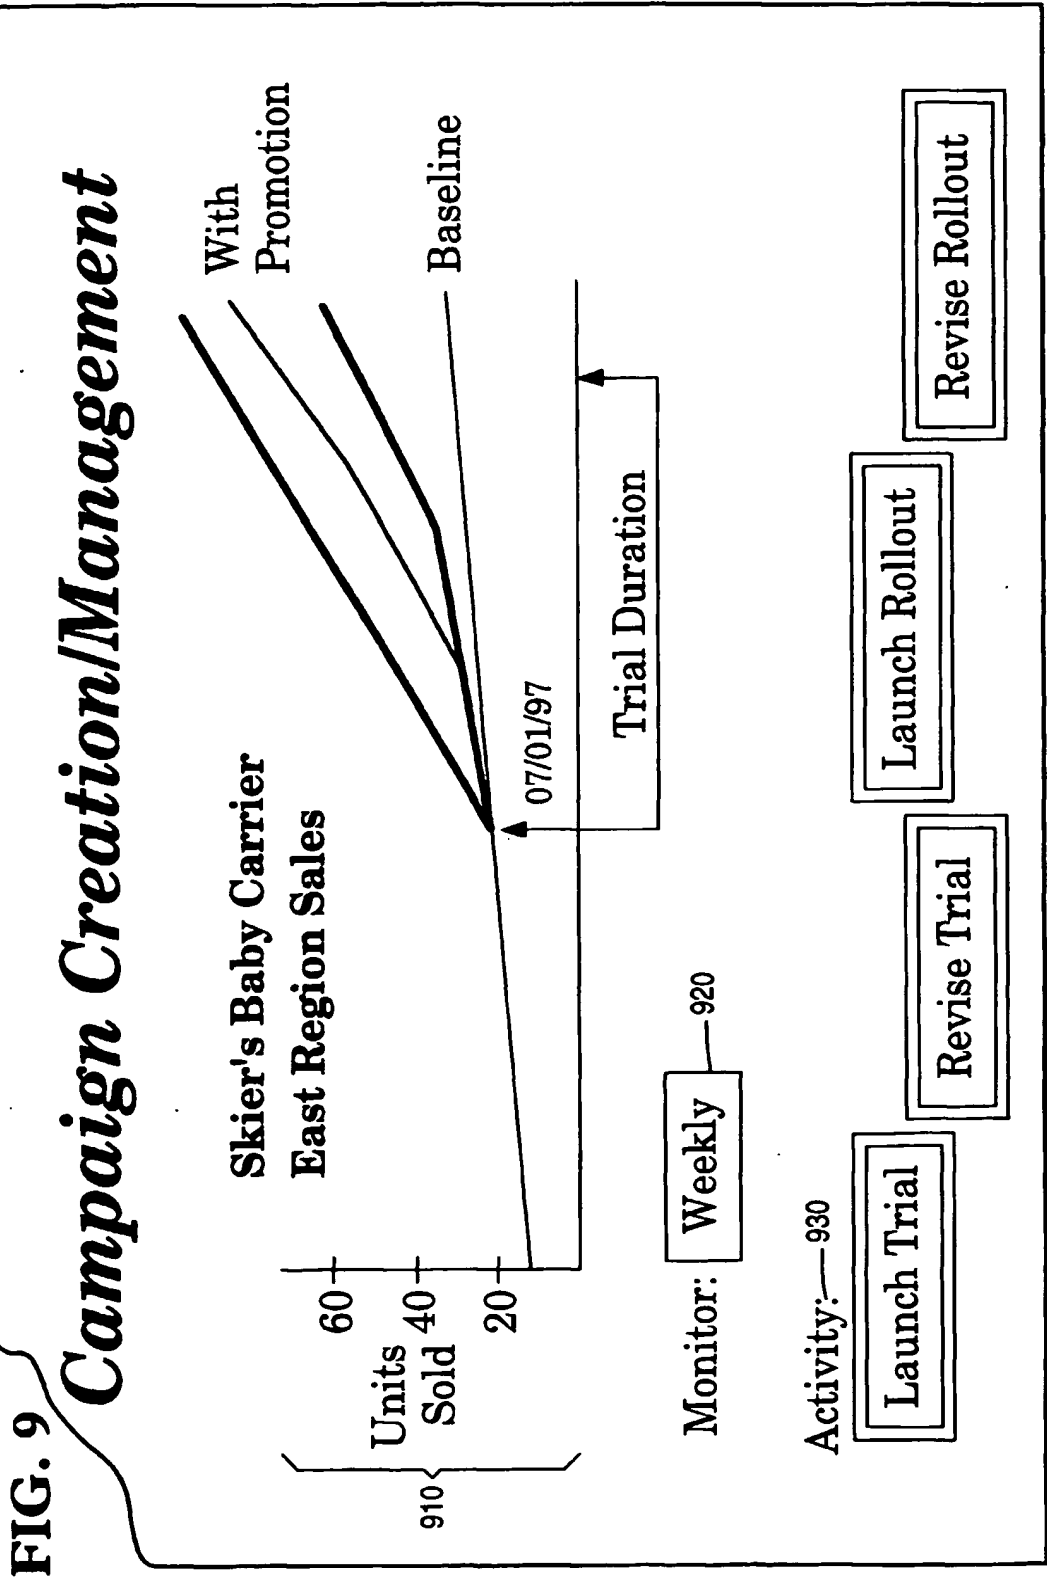 FIG. 9
Campaign Creation/Management
Skier's Baby Carrier
East Region Sales
With
Promotion
Baseline
60
40
20
Units
Sold
910
07/01/97
Trial Duration
Monitor: Weekly 920
Activity: 930
Launch Trial
Revise Trial
Launch Rollout
Revise Rollout